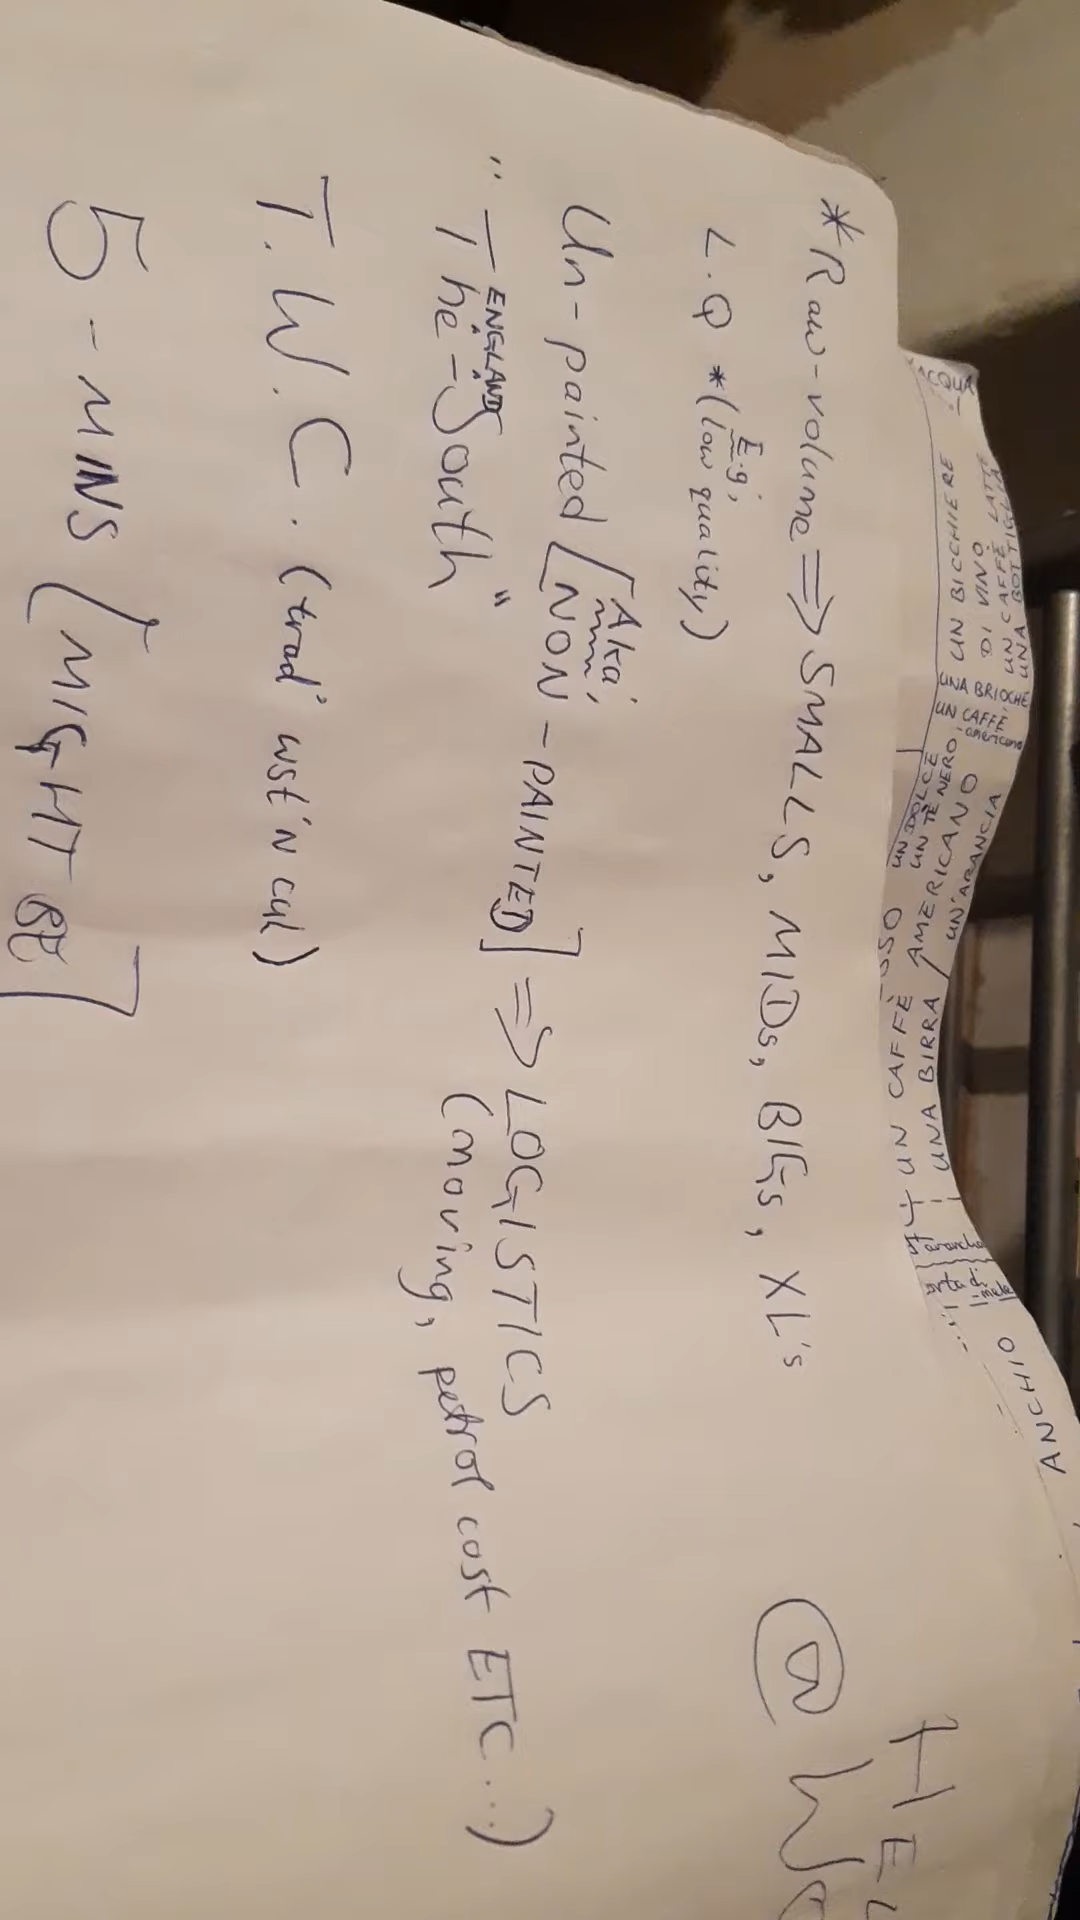 *Raw-volume => SMALLS, MIDs, BIGs, XL's
L.Q *(low quality)
E.g;
Un-painted [NON-PAINTED] => LOGISTICS
Aka;
(moving, petrol cost ETC...)
"The-South"
ENGLAND
T.W.C. (trad' wst'n cul)
5-MINS [MIGHT BE]
HEL
@ 
ACQUA
UN BICCHIERE
DI VINO
UN CAFFÈ LATTE
UNA BOTTIGLIA
UNA BRIOCHE
UN CAFFÈ
-americano
UN DOLCE
UN TÈ NERO
AMERICANO
UN'ARANCIA
UN CAFFÈ
UNA BIRRA
ANCHIO